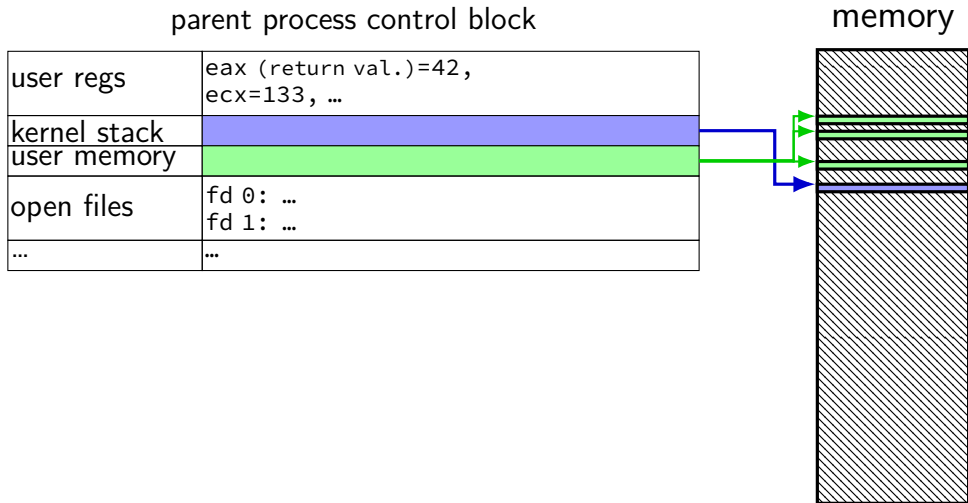 parent process control block
memory
user regs
eax (return val.)=42,
ecx=133, …
kernel stack
user memory
open files
fd 0: …
fd 1: …
… …